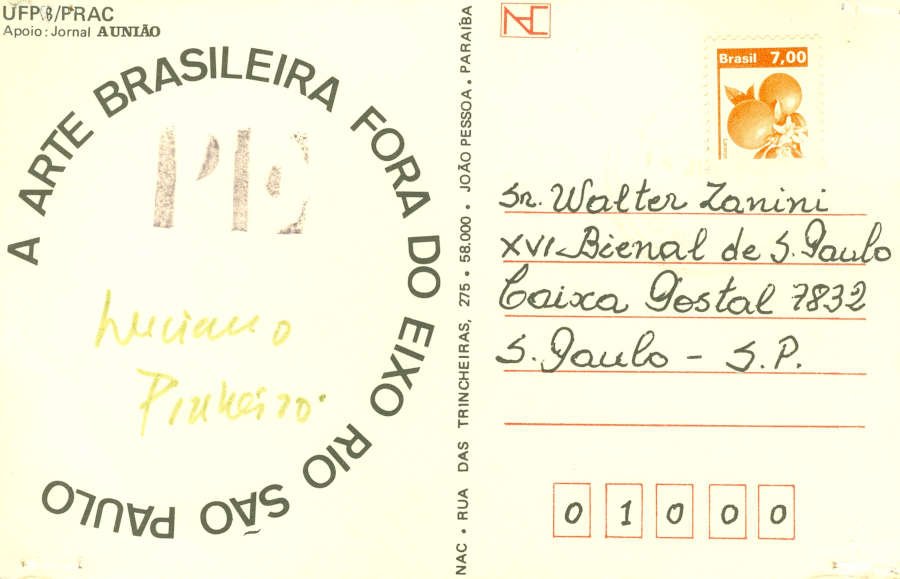 UFPB/PRAC
Apoio: Jornal A UNIÃO
A ARTE BRASILEIRA FORA DO EIXO RIO SÃO PAULO
PE
Luciano
Pinheiro
NAC • RUA DAS TRINCHEIRAS, 275 • 58.000 • JOÃO PESSOA • PARAÍBA
NAC
Brasil 7,00
Sr. Walter Zanini
XVI-Bienal de S. Paulo
Caixa Postal 7832
S. Paulo - S.P.
0 1 0 0 0